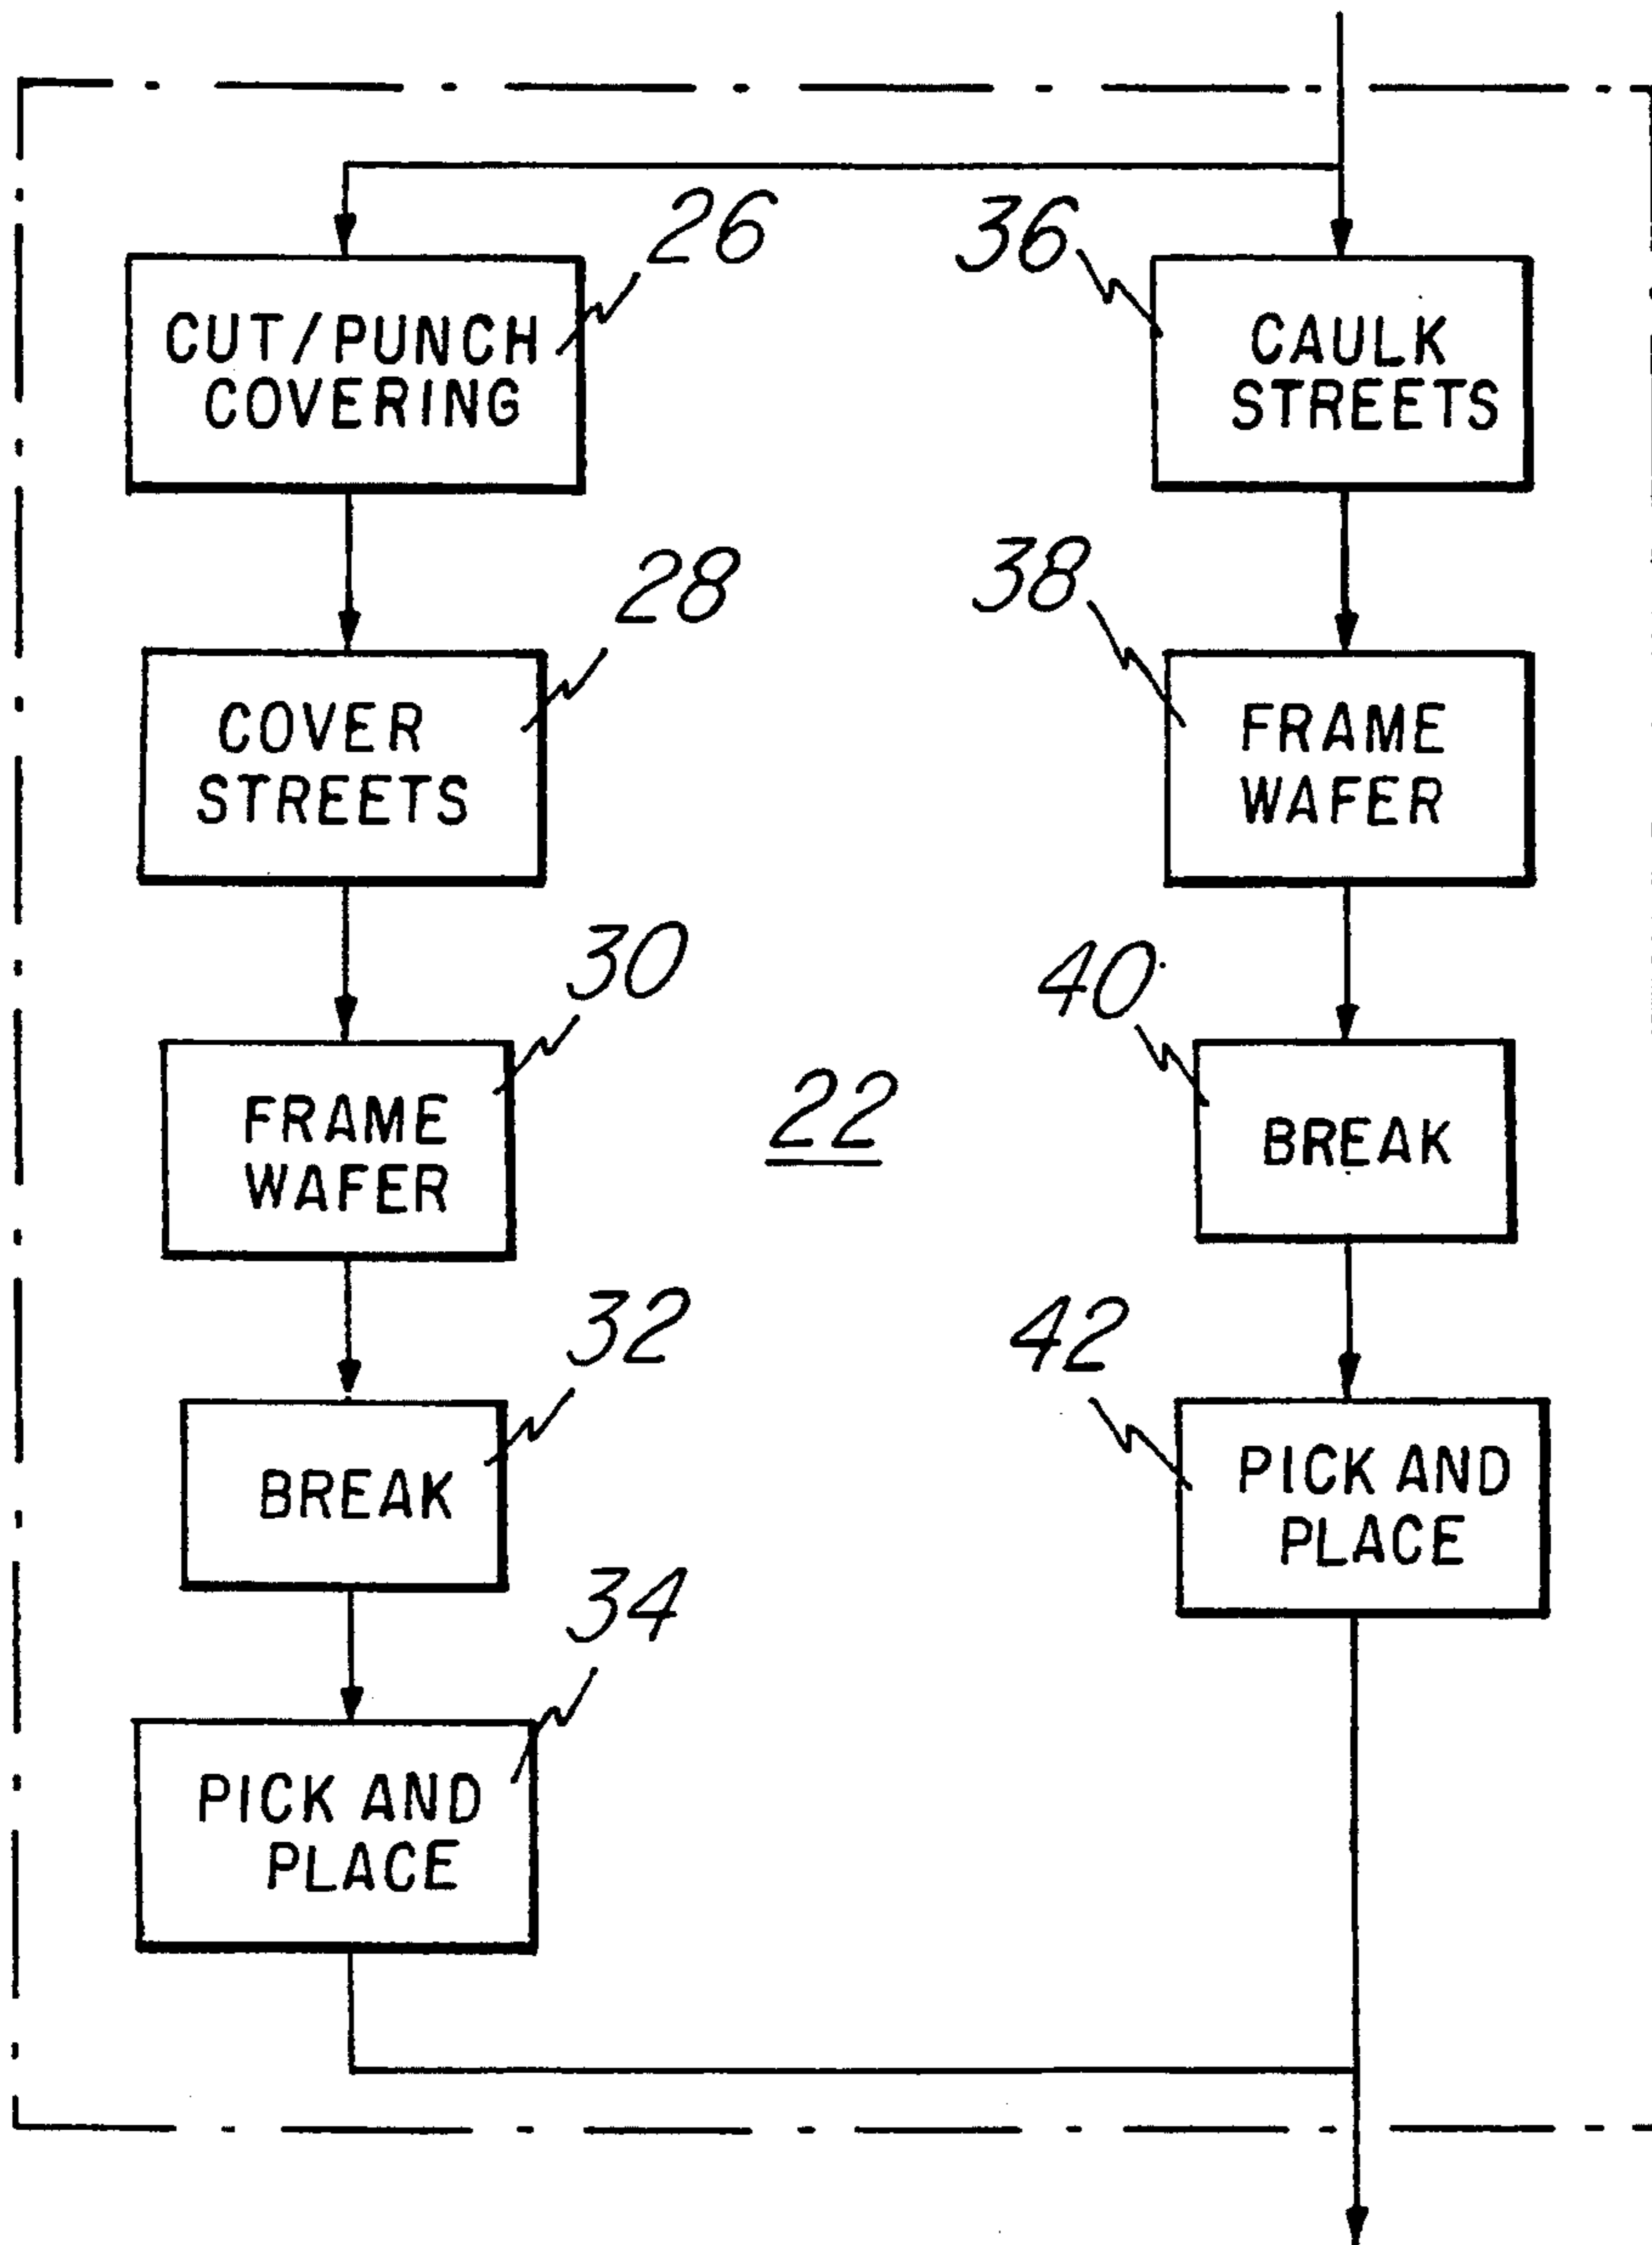 26
CUT/PUNCH
COVERING
28
COVER
STREETS
30
FRAME
WAFER
32
BREAK
34
PICK AND
PLACE
22
36
CAULK
STREETS
38
FRAME
WAFER
40
BREAK
42
PICK AND
PLACE